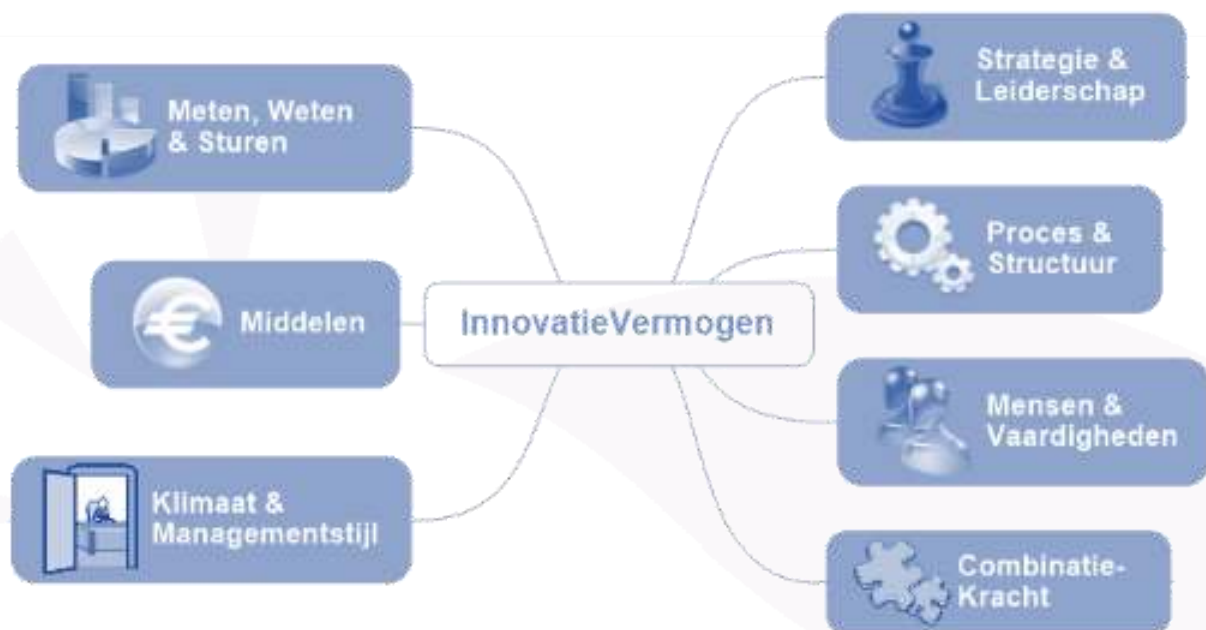 Meten, Weten
& Sturen
Middelen
Klimaat &
Managementstijl
InnovatieVermogen
Strategie &
Leiderschap
Proces &
Structuur
Mensen &
Vaardigheden
Combinatie-
Kracht